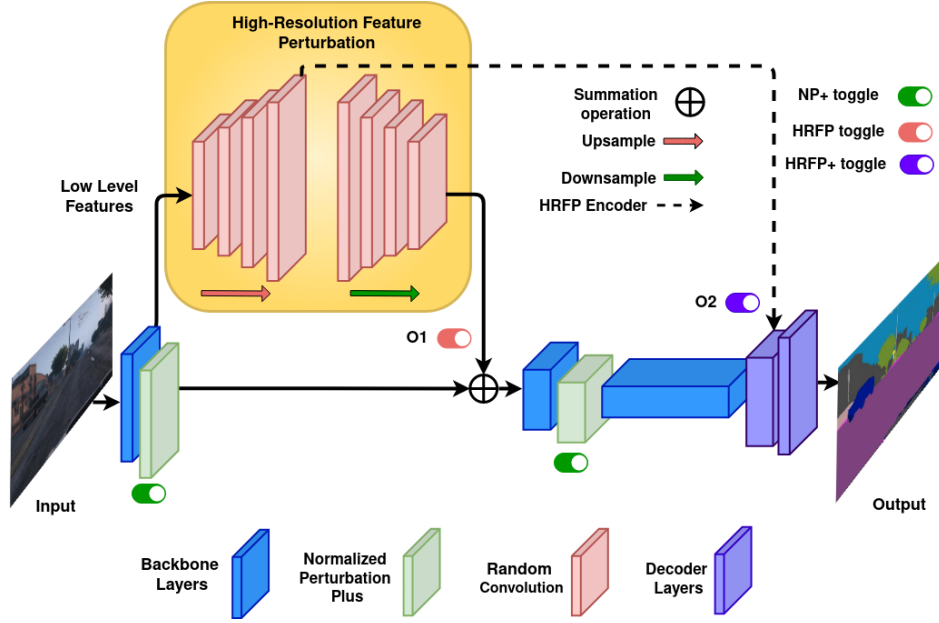 High-Resolution Feature
Perturbation
Summation
operation
Upsample
Downsample
HRFP Encoder
NP+ toggle
HRFP toggle
HRFP+ toggle
Low Level
Features
O1
O2
Input
Output
Backbone
Layers
Normalized
Perturbation
Plus
Random
Convolution
Decoder
Layers